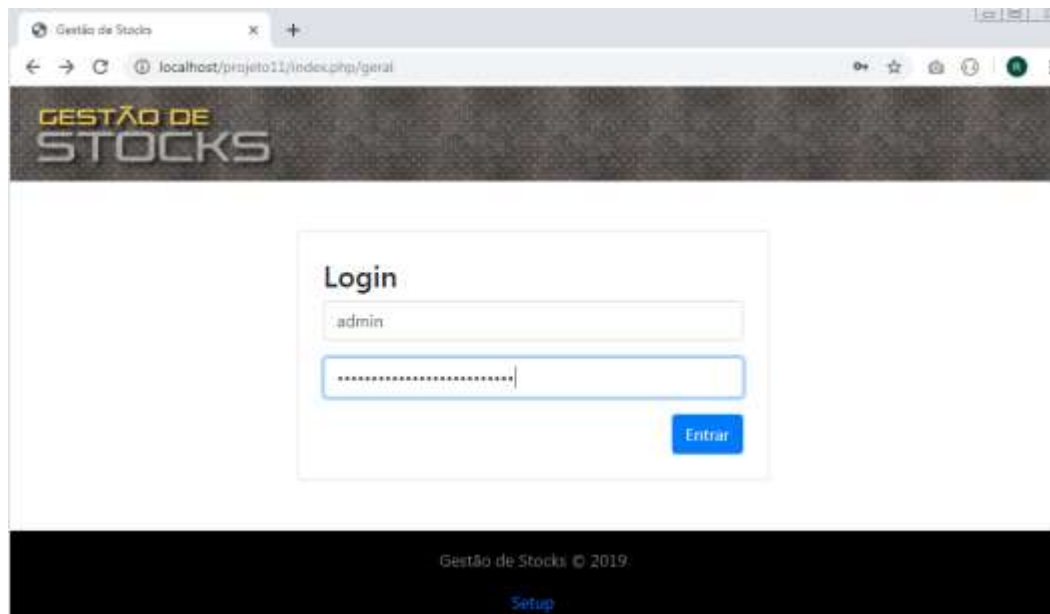 Gestão de Stocks
localhost/projeto11/index.php/geral
GESTÃO DE
STOCKS
Login
admin
Entrar
Gestão de Stocks © 2019
Setup